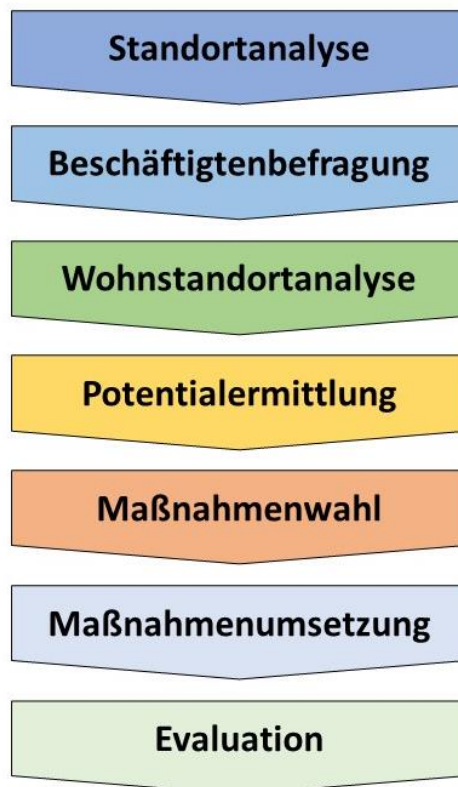 Standortanalyse
Beschäftigtenbefragung
Wohnstandortanalyse
Potentialermittlung
Maßnahmenwahl
Maßnahmenumsetzung
Evaluation